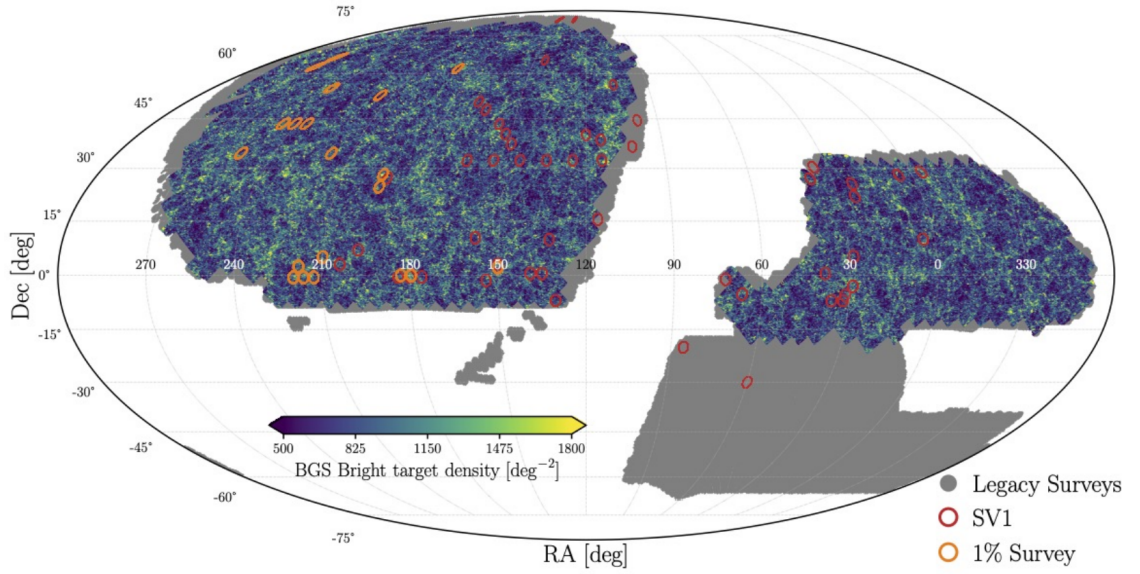 75°
60°
45°
30°
15°
0°
-15°
-30°
-45°
-60°
-75°
Dec [deg]
270 240 210 180 150 120 90 60 30 0 330
500 825 1150 1475 1800
BGS Bright target density [deg⁻²]
Legacy Surveys
SV1
1% Survey
RA [deg]